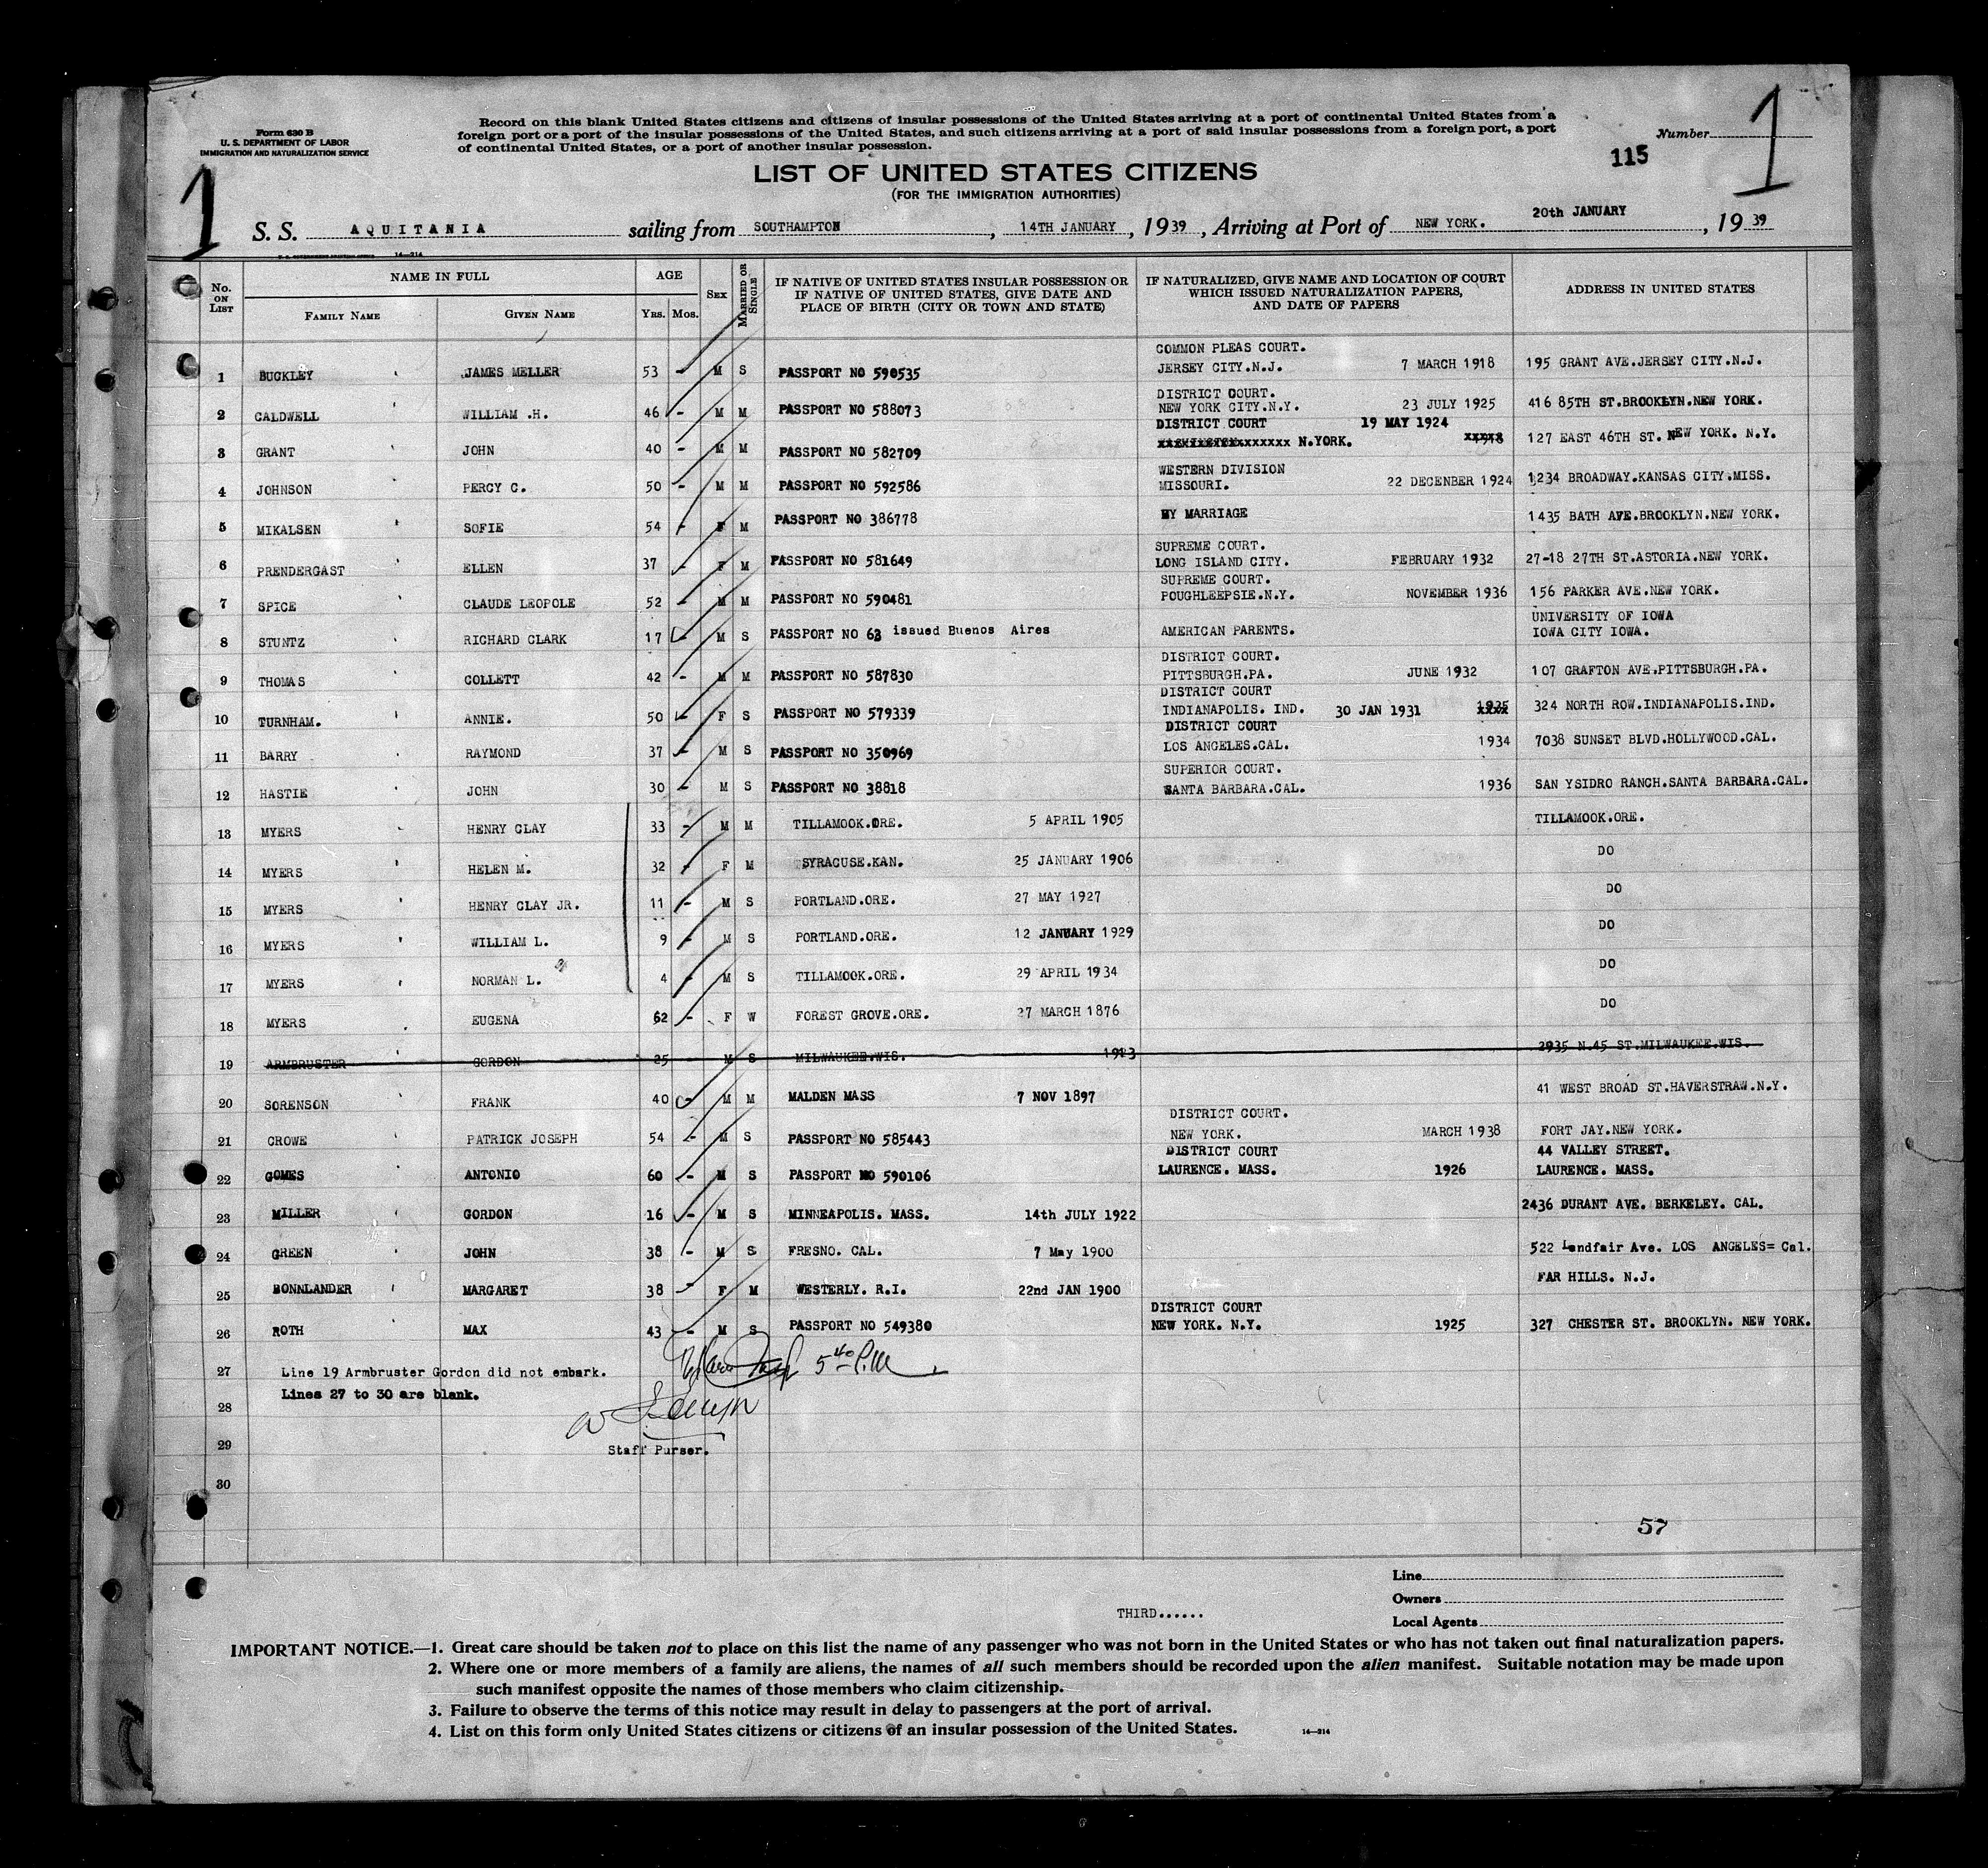 Form 630 B
U. S. DEPARTMENT OF LABOR
IMMIGRATION AND NATURALIZATION SERVICE
Record on this blank United States citizens and citizens of insular possessions of the United States arriving at a port of continental United States from a
foreign port or a port of the insular possessions of the United States, and such citizens arriving at a port of said insular possessions from a foreign port, a port
of continental United States, or a port of another insular possession.
Number 1
115
1
LIST OF UNITED STATES CITIZENS
(FOR THE IMMIGRATION AUTHORITIES)
S. S. AQUITANIA sailing from SOUTHAMPTON, 14TH JANUARY, 1939, Arriving at Port of NEW YORK. 20th JANUARY, 1939
14—214
No. ON LIST NAME IN FULL FAMILY NAME GIVEN NAME AGE Yrs. Mos. SEX MARRIED OR SINGLE IF NATIVE OF UNITED STATES INSULAR POSSESSION OR IF NATIVE OF UNITED STATES, GIVE DATE AND PLACE OF BIRTH (CITY OR TOWN AND STATE) IF NATURALIZED, GIVE NAME AND LOCATION OF COURT WHICH ISSUED NATURALIZATION PAPERS, AND DATE OF PAPERS ADDRESS IN UNITED STATES
1 BUCKLEY JAMES MELLER 53 - M S PASSPORT NO 590535 COMMON PLEAS COURT. JERSEY CITY.N.J. 7 MARCH 1918 195 GRANT AVE.JERSEY CITY.N.J.
2 CALDWELL WILLIAM .H. 46 - M M PASSPORT NO 588073 DISTRICT COURT. NEW YORK CITY.N.Y. 23 JULY 1925 416 85TH ST.BROOKLYN.NEW YORK.
3 GRANT JOHN 40 - M M PASSPORT NO 582709 DISTRICT COURT N.YORK. 19 MAY 1924 127 EAST 46TH ST. NEW YORK. N.Y.
4 JOHNSON PERCY C. 50 - M M PASSPORT NO 592586 WESTERN DIVISION MISSOURI. 22 DECENBER 1924 1234 BROADWAY.KANSAS CITY.MISS.
5 MIKALSEN SOFIE 54 - F M PASSPORT NO 386778 BY MARRIAGE 1435 BATH AVE.BROOKLYN.NEW YORK.
6 PRENDERGAST ELLEN 37 - F M PASSPORT NO 581649 SUPREME COURT. LONG ISLAND CITY. FEBRUARY 1932 27-18 27TH ST.ASTORIA.NEW YORK.
7 SPICE CLAUDE LEOPOLE 52 - M M PASSPORT NO 590481 SUPREME COURT. POUGHLEEPSIE.N.Y. NOVEMBER 1936 156 PARKER AVE.NEW YORK.
8 STUNTZ RICHARD CLARK 17 - M S PASSPORT NO 63 issued Buenos Aires AMERICAN PARENTS. UNIVERSITY OF IOWA IOWA CITY IOWA.
9 THOMAS COLLETT 42 - M M PASSPORT NO 587830 DISTRICT COURT. PITTSBURGH.PA. JUNE 1932 107 GRAFTON AVE.PITTSBURGH.PA.
10 TURNHAM. ANNIE. 50 - F S PASSPORT NO 579339 DISTRICT COURT INDIANAPOLIS. IND. 30 JAN 1931 324 NORTH ROW.INDIANAPOLIS.IND.
11 BARRY RAYMOND 37 - M S PASSPORT NO 350969 DISTRICT COURT LOS ANGELES.CAL. 1934 7038 SUNSET BLVD.HOLLYWOOD.CAL.
12 HASTIE JOHN 30 - M S PASSPORT NO 38818 SUPERIOR COURT. SANTA BARBARA.CAL. 1936 SAN YSIDRO RANCH.SANTA BARBARA.CAL.
13 MYERS HENRY CLAY 33 - M M TILLAMOOK.ORE. 5 APRIL 1905 TILLAMOOK.ORE.
14 MYERS HELEN M. 32 - F M SYRACUSE.KAN. 25 JANUARY 1906 DO
15 MYERS HENRY CLAY JR. 11 - M S PORTLAND.ORE. 27 MAY 1927 DO
16 MYERS WILLIAM L. 9 - M S PORTLAND.ORE. 12 JANUARY 1929 DO
17 MYERS NORMAN L. 4 - M S TILLAMOOK.ORE. 29 APRIL 1934 DO
18 MYERS EUGENA 62 - F W FOREST GROVE.ORE. 27 MARCH 1876 DO
19 ARMBRUSTER GORDON 25 M S MILWAUKEE.WIS. 1913 2935 N.45 ST.MILWAUKEE.WIS.
20 SORENSON FRANK 40 - M M MALDEN MASS 7 NOV 1897 41 WEST BROAD ST.HAVERSTRAW.N.Y.
21 CROWE PATRICK JOSEPH 54 - M S PASSPORT NO 585443 DISTRICT COURT. NEW YORK. MARCH 1938 FORT JAY.NEW YORK.
22 GOMES ANTONIO 60 - M S PASSPORT NO 590106 DISTRICT COURT LAURENCE. MASS. 1926 44 VALLEY STREET. LAURENCE. MASS.
23 MILLER GORDON 16 - M S MINNEAPOLIS. MASS. 14th JULY 1922 2436 DURANT AVE. BERKELEY. CAL.
24 GREEN JOHN 38 - M S FRESNO. CAL. 7 May 1900 522 Landfair Ave. LOS ANGELES= Cal.
25 BONNLANDER MARGARET 38 - F M WESTERLY. R.I. 22nd JAN 1900 FAR HILLS. N.J.
26 ROTH MAX 43 - M S PASSPORT NO 549380 DISTRICT COURT NEW YORK. N.Y. 1925 327 CHESTER ST. BROOKLYN. NEW YORK.
27 Line 19 Armbruster Gordon did not embark. 5 40 P.M.
Lines 27 to 30 are blank.
28
29 Staff Purser.
30
57
Line
Owners
Local Agents
THIRD......
IMPORTANT NOTICE.—1. Great care should be taken not to place on this list the name of any passenger who was not born in the United States or who has not taken out final naturalization papers.
2. Where one or more members of a family are aliens, the names of all such members should be recorded upon the alien manifest. Suitable notation may be made upon
such manifest opposite the names of those members who claim citizenship.
3. Failure to observe the terms of this notice may result in delay to passengers at the port of arrival.
4. List on this form only United States citizens or citizens of an insular possession of the United States. 14—214